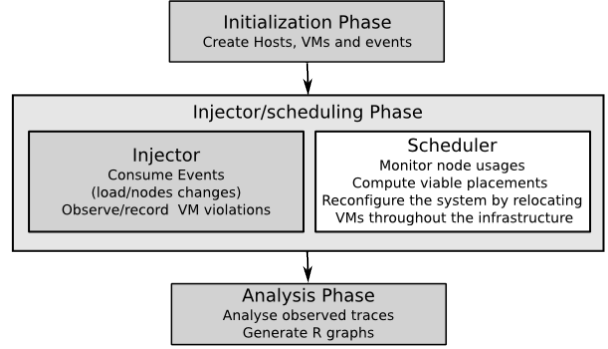 Initialization Phase
Create Hosts, VMs and events
Injector/scheduling Phase
Injector
Consume Events
(load/nodes changes)
Observe/record VM violations
Scheduler
Monitor node usages
Compute viable placements
Reconfigure the system by relocating
VMs throughout the infrastructure
Analysis Phase
Analyse observed traces
Generate R graphs